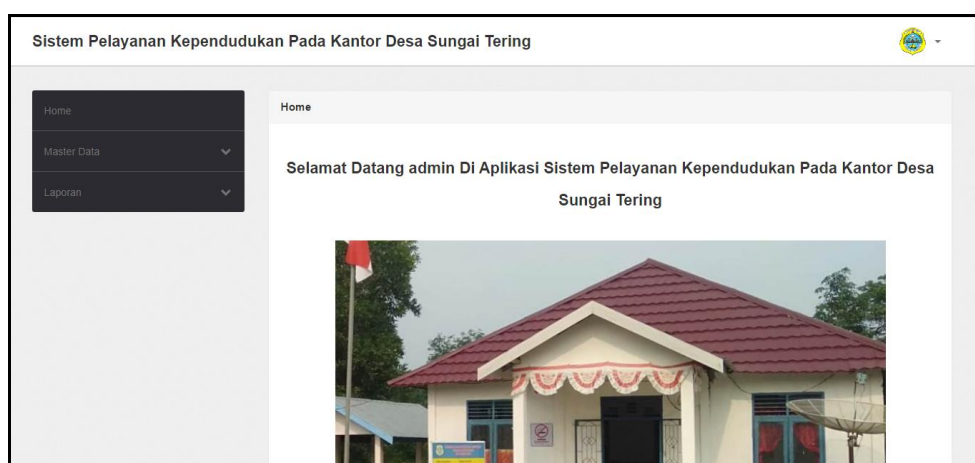 Sistem Pelayanan Kependudukan Pada Kantor Desa Sungai Tering
Home
Master Data
Laporan
Home
Selamat Datang admin Di Aplikasi Sistem Pelayanan Kependudukan Pada Kantor Desa
Sungai Tering